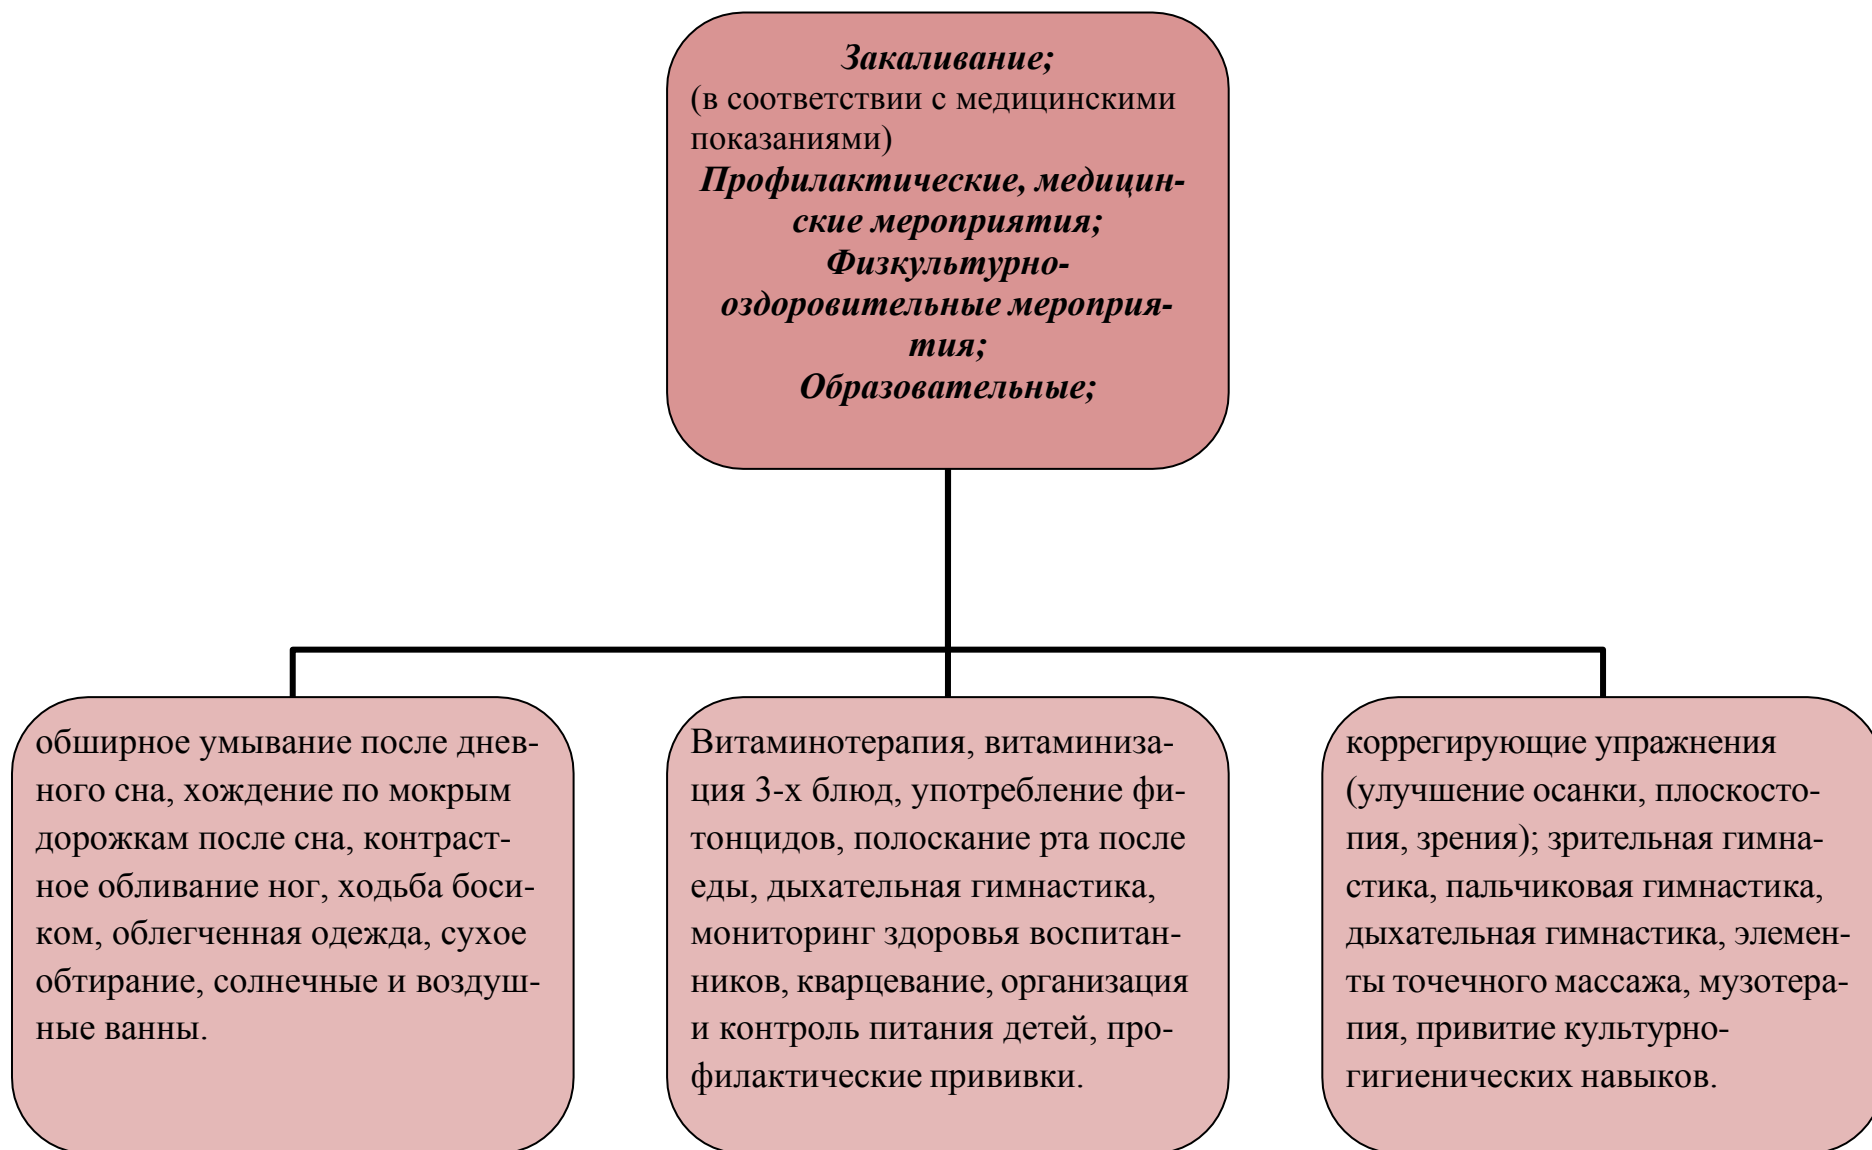 Закаливание;
(в соответствии с медицинскими
показаниями)
Профилактические, медицин-
ские мероприятия;
Физкультурно-
оздоровительные мероприя-
тия;
Образовательные;
обширное умывание после днев-
ного сна, хождение по мокрым
дорожкам после сна, контраст-
ное обливание ног, ходьба боси-
ком, облегченная одежда, сухое
обтирание, солнечные и воздуш-
ные ванны.
Витаминотерапия, витаминиза-
ция 3-х блюд, употребление фи-
тонцидов, полоскание рта после
еды, дыхательная гимнастика,
мониторинг здоровья воспитан-
ников, кварцевание, организация
и контроль питания детей, про-
филактические прививки.
коррегирующие упражнения
(улучшение осанки, плоскосто-
пия, зрения); зрительная гимна-
стика, пальчиковая гимнастика,
дыхательная гимнастика, элемен-
ты точечного массажа, музотера-
пия, привитие культурно-
гигиенических навыков.